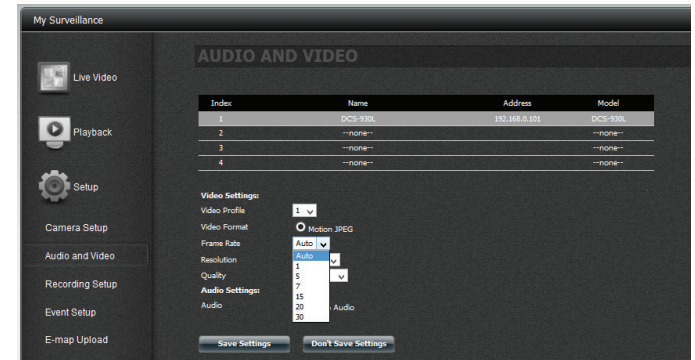 My Surveillance
Live Video
Playback
Setup
Camera Setup
Audio and Video
Recording Setup
Event Setup
E-map Upload
AUDIO AND VIDEO
Index Name Address Model
1 DCS-930L 192.168.0.101 DCS-930L
2 --none-- --none--
3 --none-- --none--
4 --none-- --none--
Video Settings:
Video Profile 1
Video Format Motion JPEG
Frame Rate Auto
Auto
Resolution
1
Quality 5
7
Audio Settings:
15
Audio 20 Audio
30
Save Settings Don't Save Settings